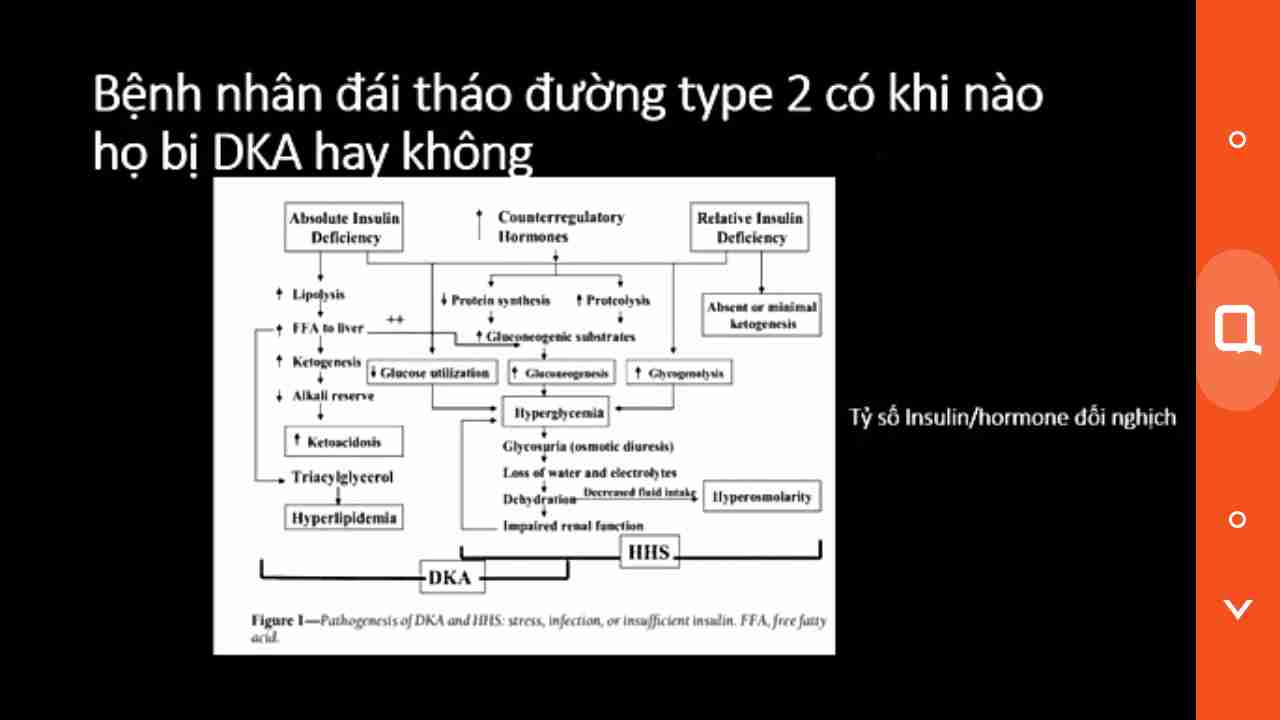 Bệnh nhân đái tháo đường type 2 có khi nào
họ bị DKA hay không
Absolute Insulin
Deficiency
↑ Counterregulatory
Hormones
Relative Insulin
Deficiency
↑ Lipolysis
↓ Protein synthesis
↑ Proteolysis
Absent or minimal
ketogenesis
↑ FFA to liver
++
↑ Gluconeogenic substrates
↑ Ketogenesis
↓ Glucose utilization
↑ Gluconeogenesis
↑ Glycogenolysis
↓ Alkali reserve
Hyperglycemia
↑ Ketoacidosis
Glycosuria (osmotic diuresis)
Loss of water and electrolytes
Triacylglycerol
Dehydration
Decreased fluid intake
Hyperosmolarity
Hyperlipidemia
Impaired renal function
HHS
DKA
Figure 1—Pathogenesis of DKA and HHS: stress, infection, or insufficient insulin. FFA, free fatty
acid.
Tỷ số Insulin/hormone đối nghịch